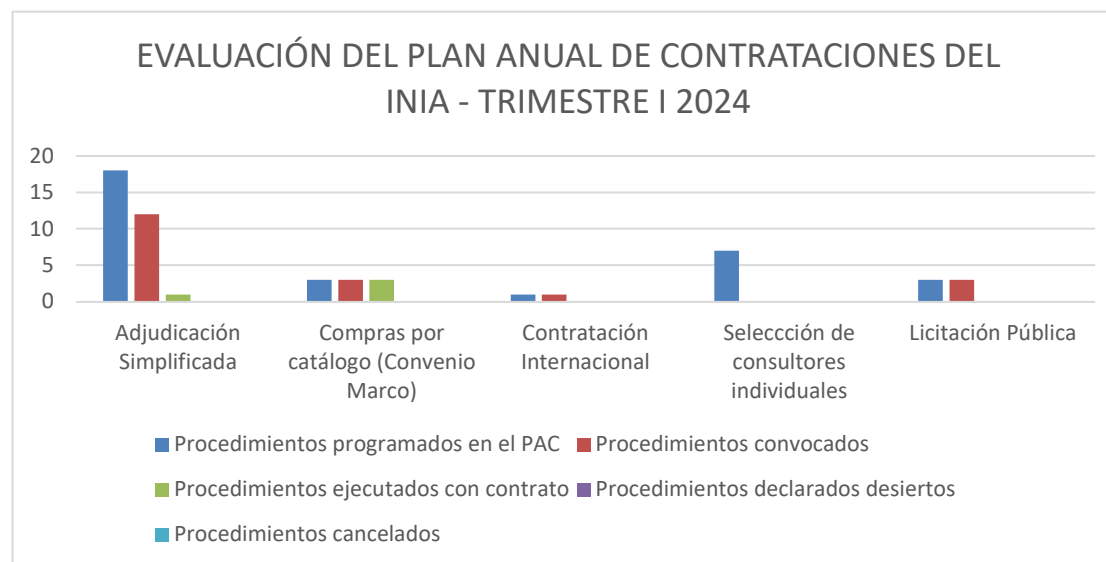 EVALUACIÓN DEL PLAN ANUAL DE CONTRATACIONES DEL
INIA - TRIMESTRE I 2024
20
15
10
5
0
Adjudicación
Simplificada
Compras por
catálogo (Convenio
Marco)
Contratación
Internacional
Seleccción de
consultores
individuales
Licitación Pública
Procedimientos programados en el PAC
Procedimientos convocados
Procedimientos ejecutados con contrato
Procedimientos declarados desiertos
Procedimientos cancelados